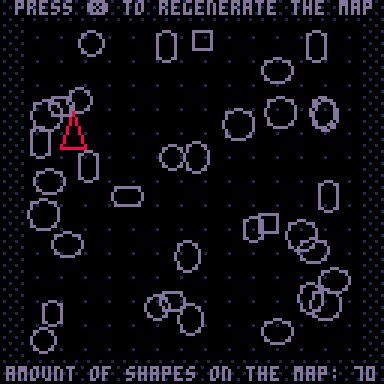 PRESS ❎ TO REGENERATE THE MAP
AMOUNT OF SHAPES ON THE MAP: 70